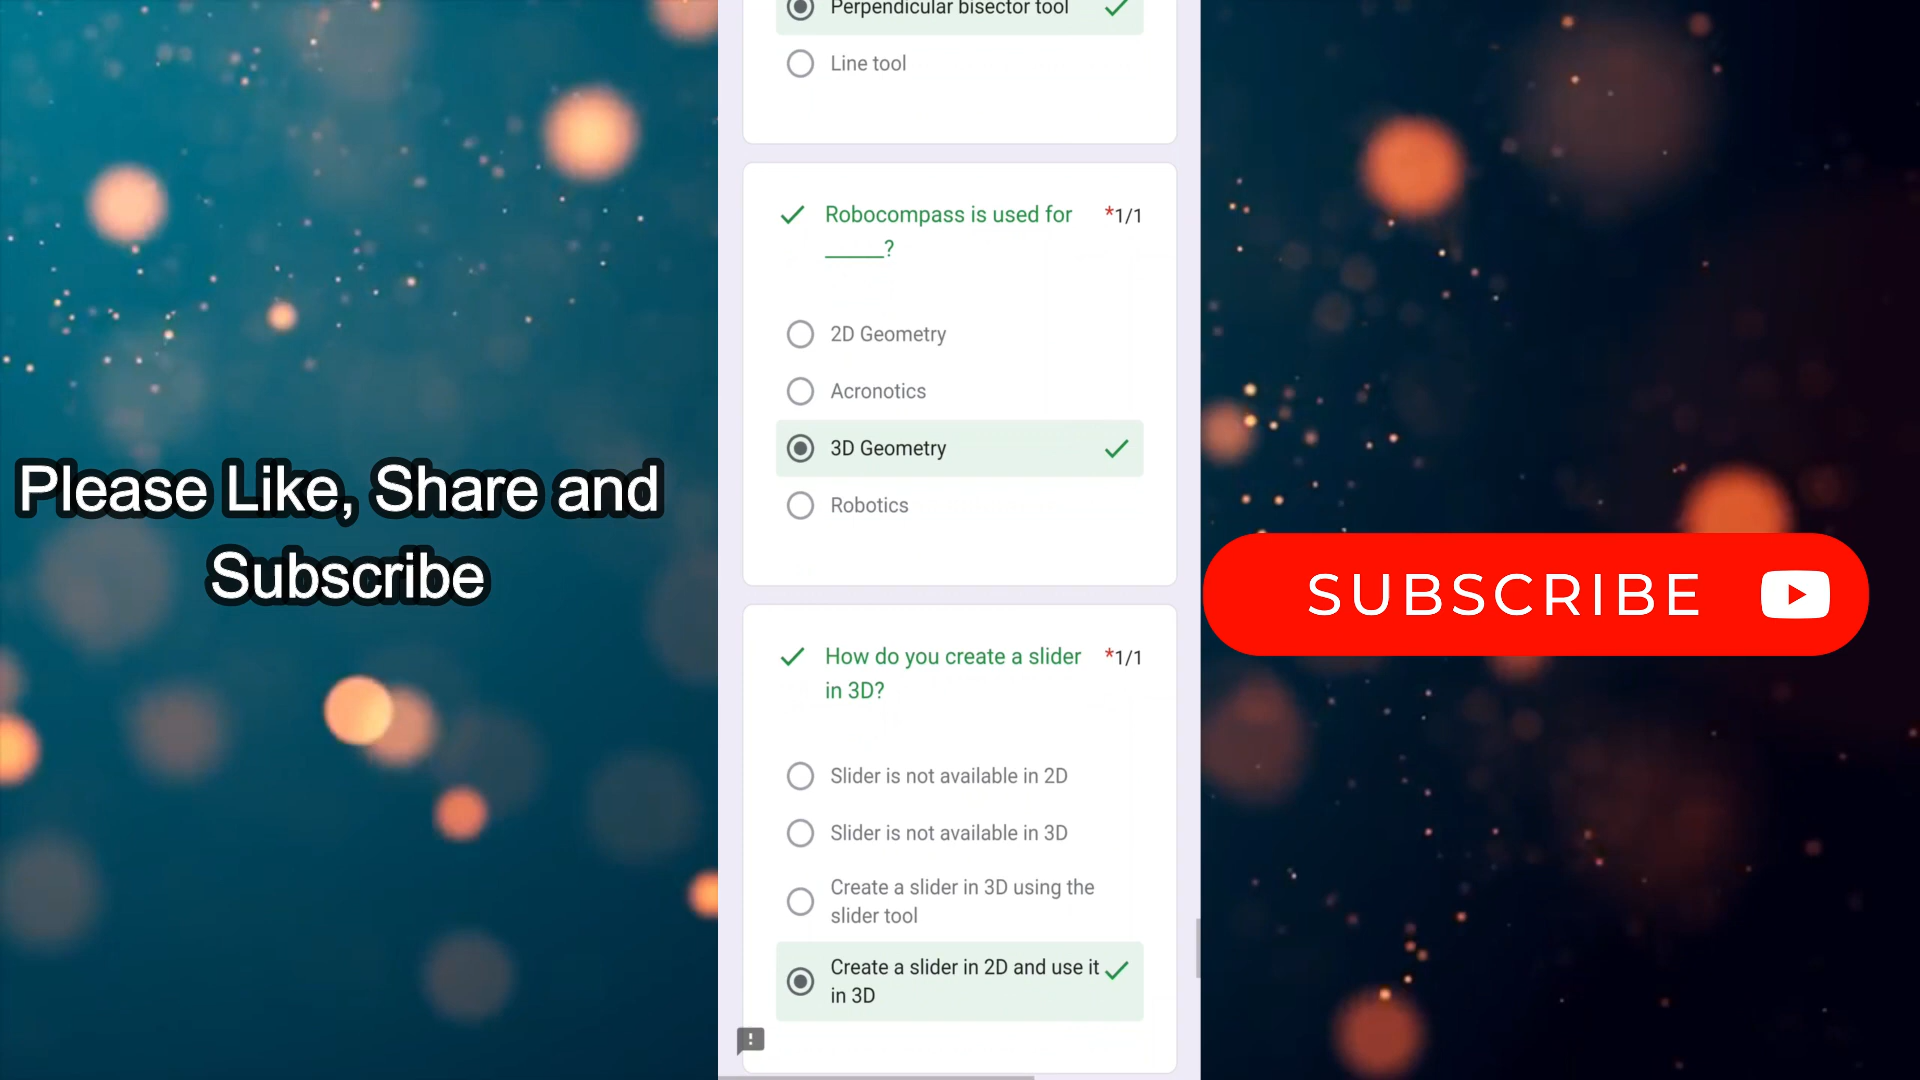 Perpendicular bisector tool
Line tool
Robocompass is used for *1/1
_____?
2D Geometry
Acronotics
3D Geometry
Robotics
How do you create a slider *1/1
in 3D?
Slider is not available in 2D
Slider is not available in 3D
Create a slider in 3D using the
slider tool
Create a slider in 2D and use it
in 3D
Please Like, Share and
Subscribe
SUBSCRIBE